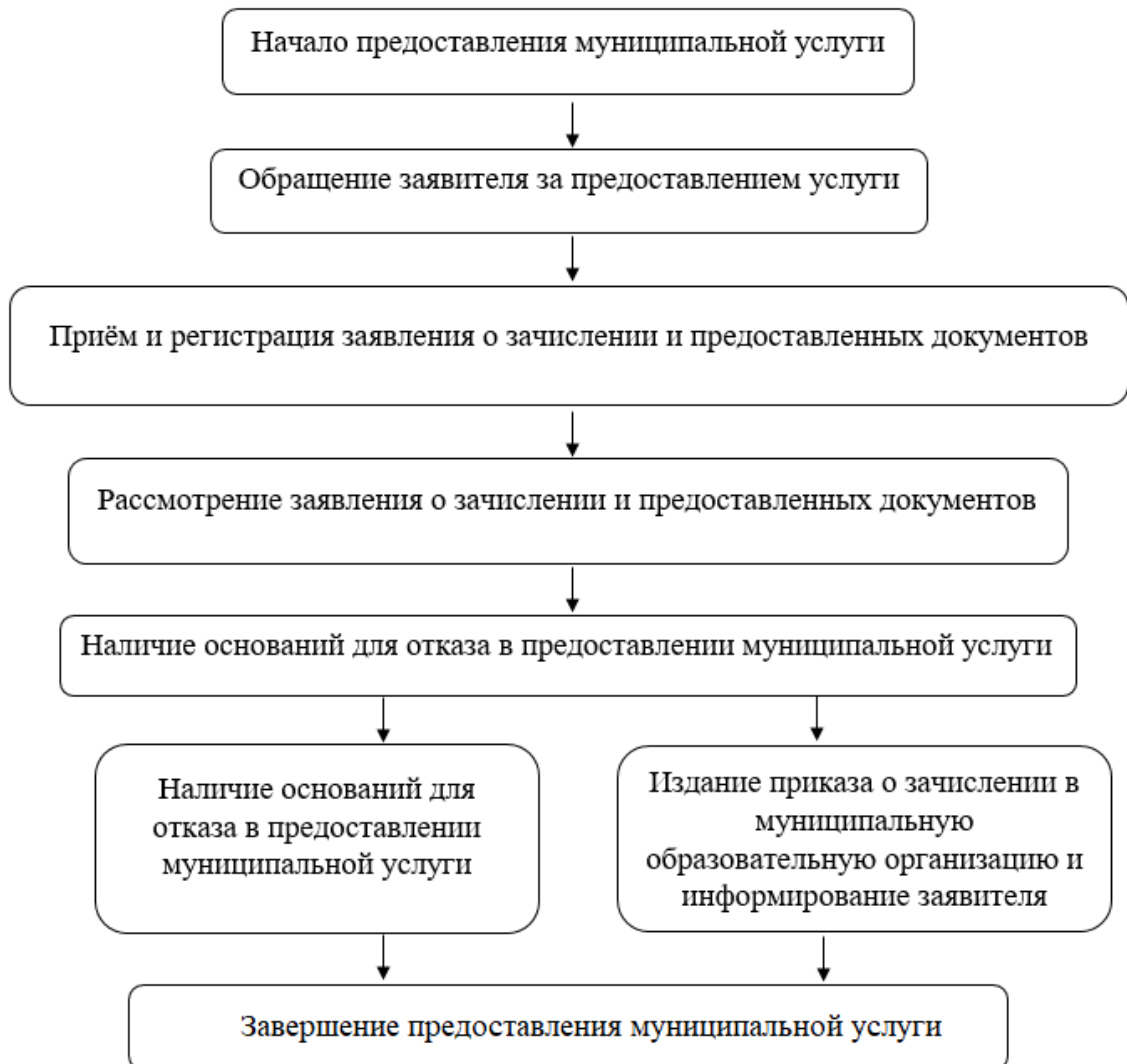 Начало предоставления муниципальной услуги
Обращение заявителя за предоставлением услуги
Приём и регистрация заявления о зачислении и предоставленных документов
Рассмотрение заявления о зачислении и предоставленных документов
Наличие оснований для отказа в предоставлении муниципальной услуги
Наличие оснований для
отказа в предоставлении
муниципальной услуги
Издание приказа о зачислении в
муниципальную
образовательную организацию и
информирование заявителя
Завершение предоставления муниципальной услуги